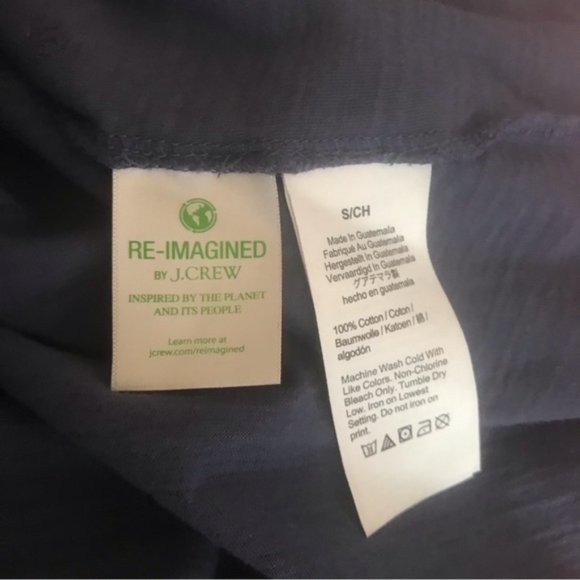 RE-IMAGINED
BY J.CREW
INSPIRED BY THE PLANET
AND ITS PEOPLE
Learn more at
jcrew.com/reimagined
S/CH
Made In Guatemala
Fabriqué Au Guatemala
Hergestellt In Guatemala
Vervaardigd In Guatemala
グアテマラ製
hecho en guatemala
100% Cotton / Coton /
Baumwolle / Katoen / 綿 /
algodón
Machine Wash Cold With
Like Colors. Non-Chlorine
Bleach Only. Tumble Dry
Low. Iron on Lowest
Setting. Do not iron on
print.